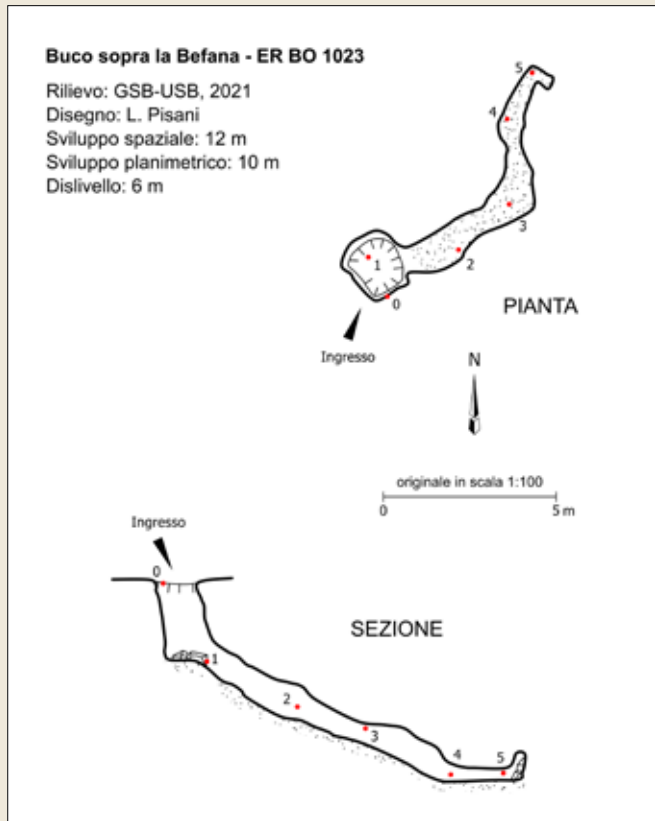 Buco sopra la Befana - ER BO 1023
Rilievo: GSB-USB, 2021
Disegno: L. Pisani
Sviluppo spaziale: 12 m
Sviluppo planimetrico: 10 m
Dislivello: 6 m
5
4
3
2
1
0
PIANTA
Ingresso
N
originale in scala 1:100
0
5 m
Ingresso
0
SEZIONE
1
2
3
4
5